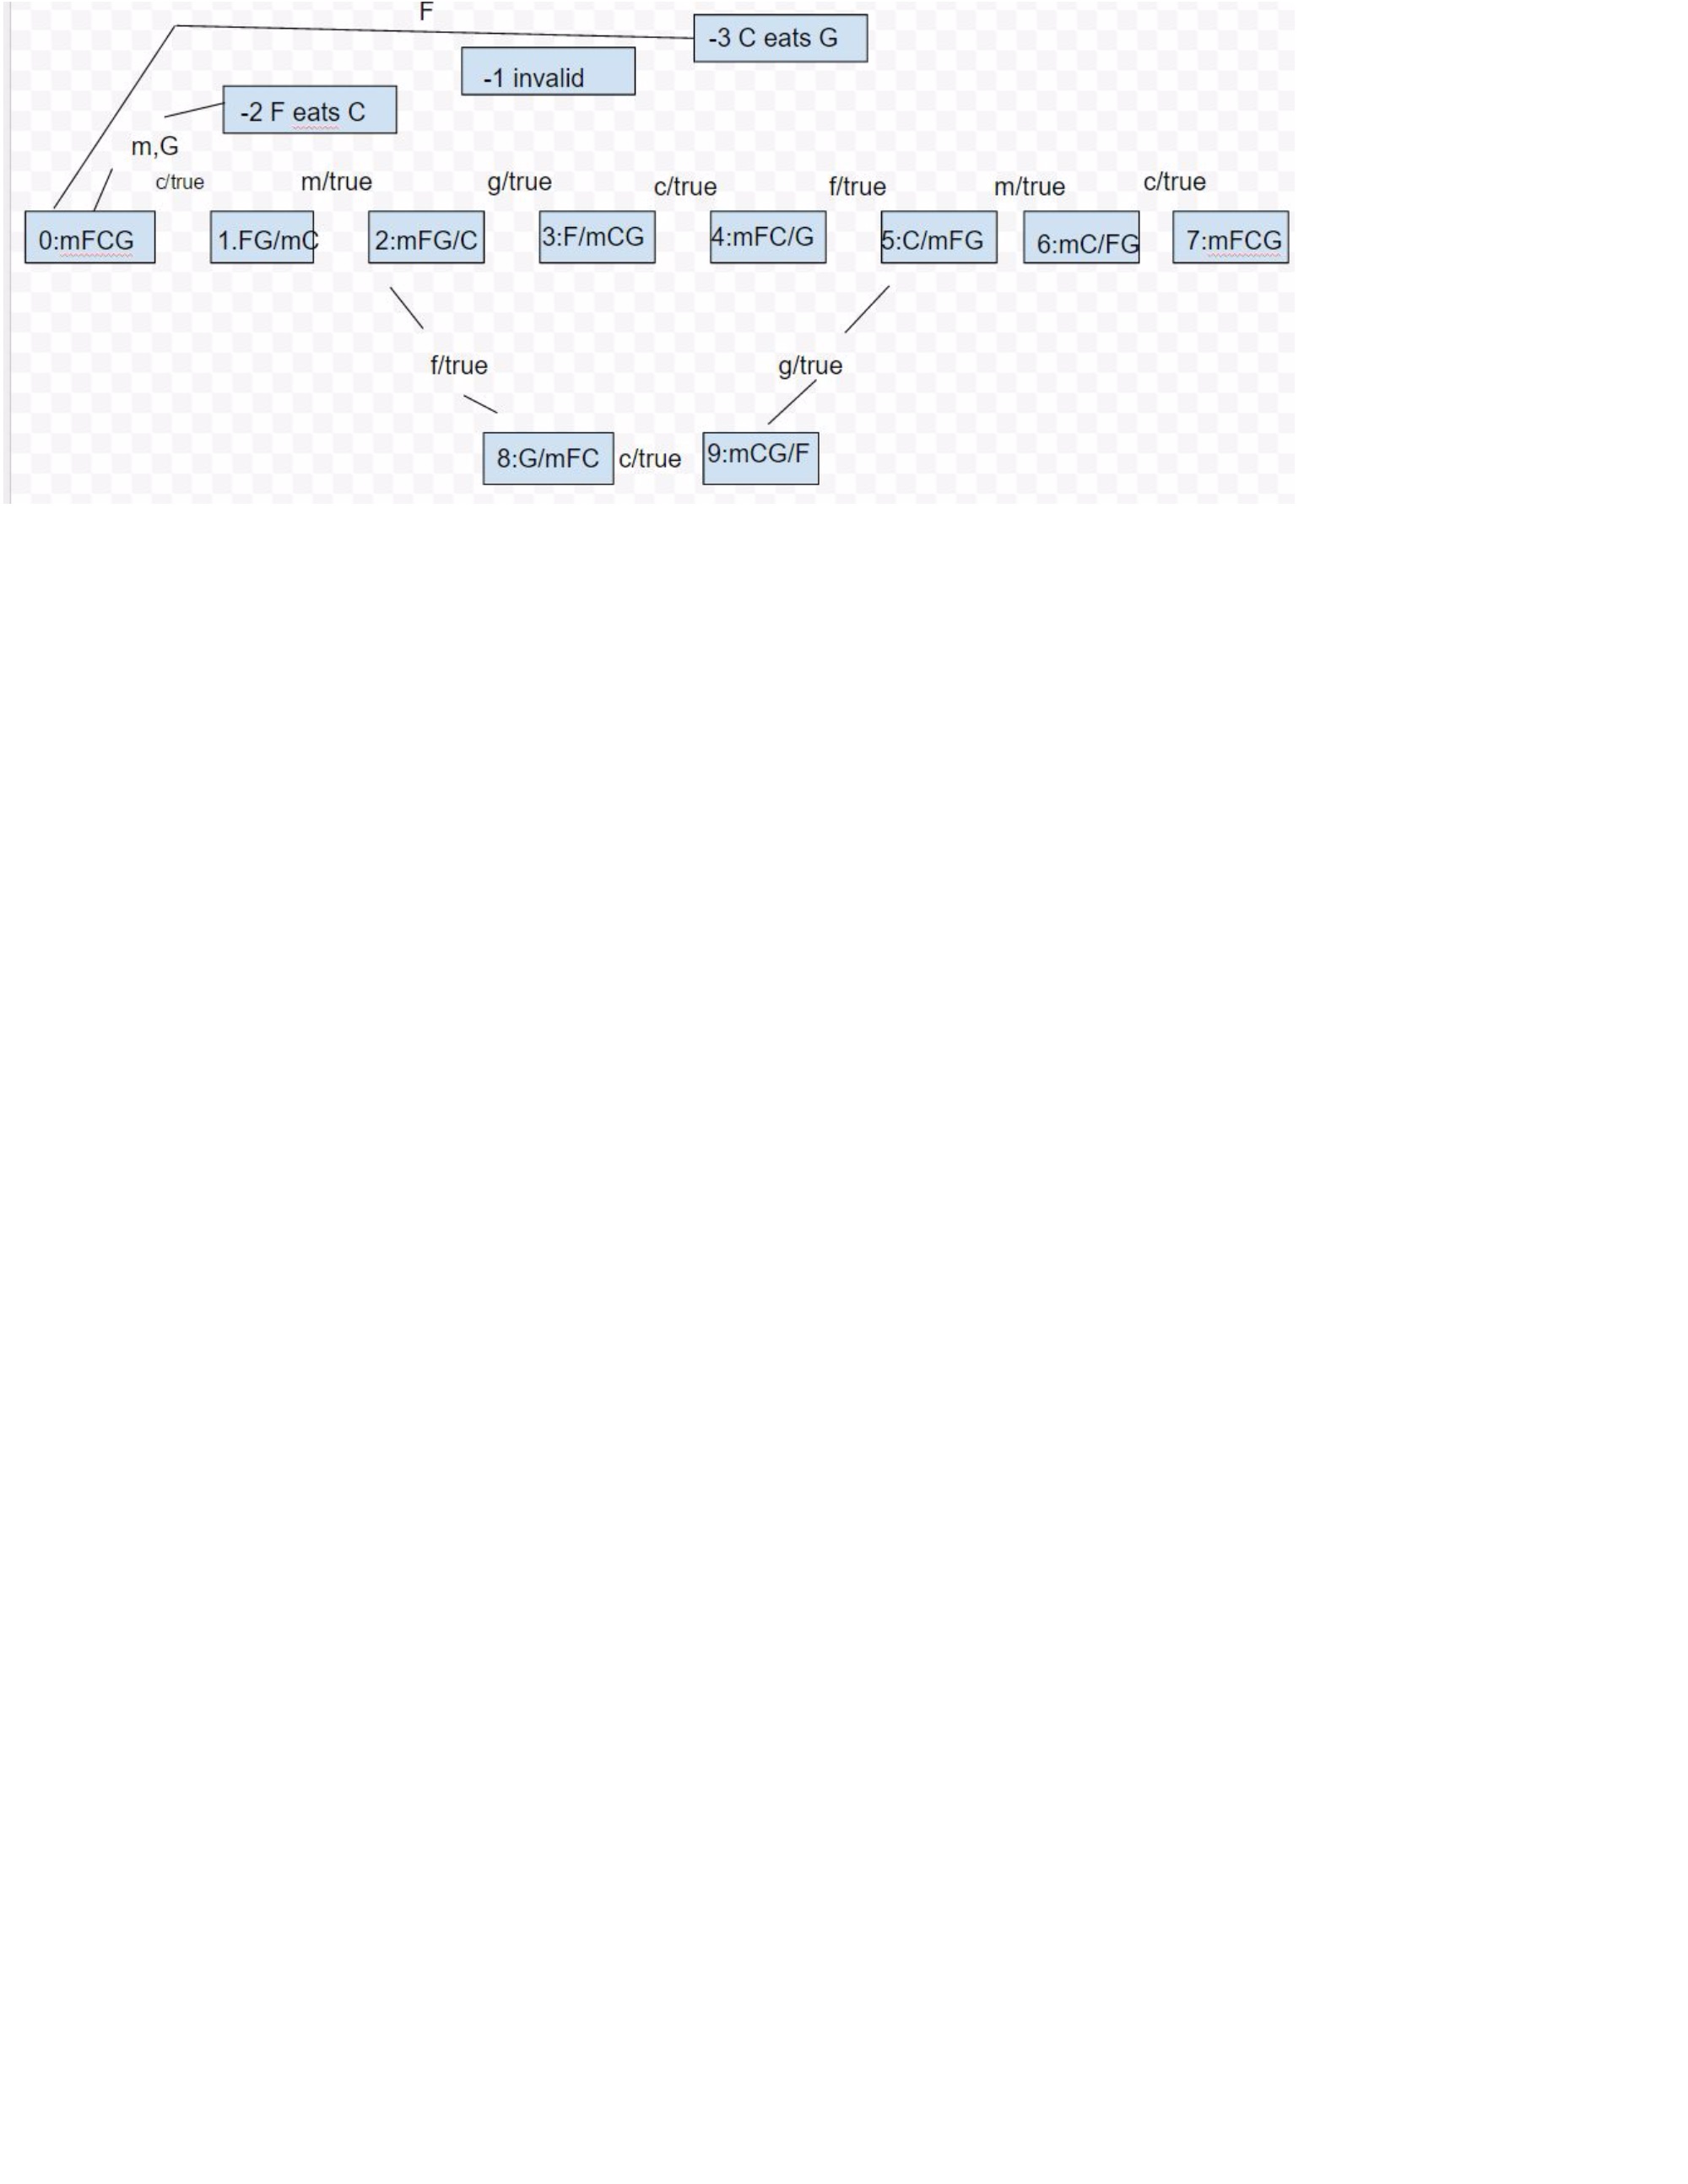 F
-3 C eats G
-1 invalid
-2 F eats C
m,G
c/true
m/true
g/true
c/true
f/true
m/true
c/true
0:mFCG
1.FG/mC
2:mFG/C
3:F/mCG
4:mFC/G
5:C/mFG
6:mC/FG
7:mFCG
f/true
g/true
8:G/mFC
c/true
9:mCG/F